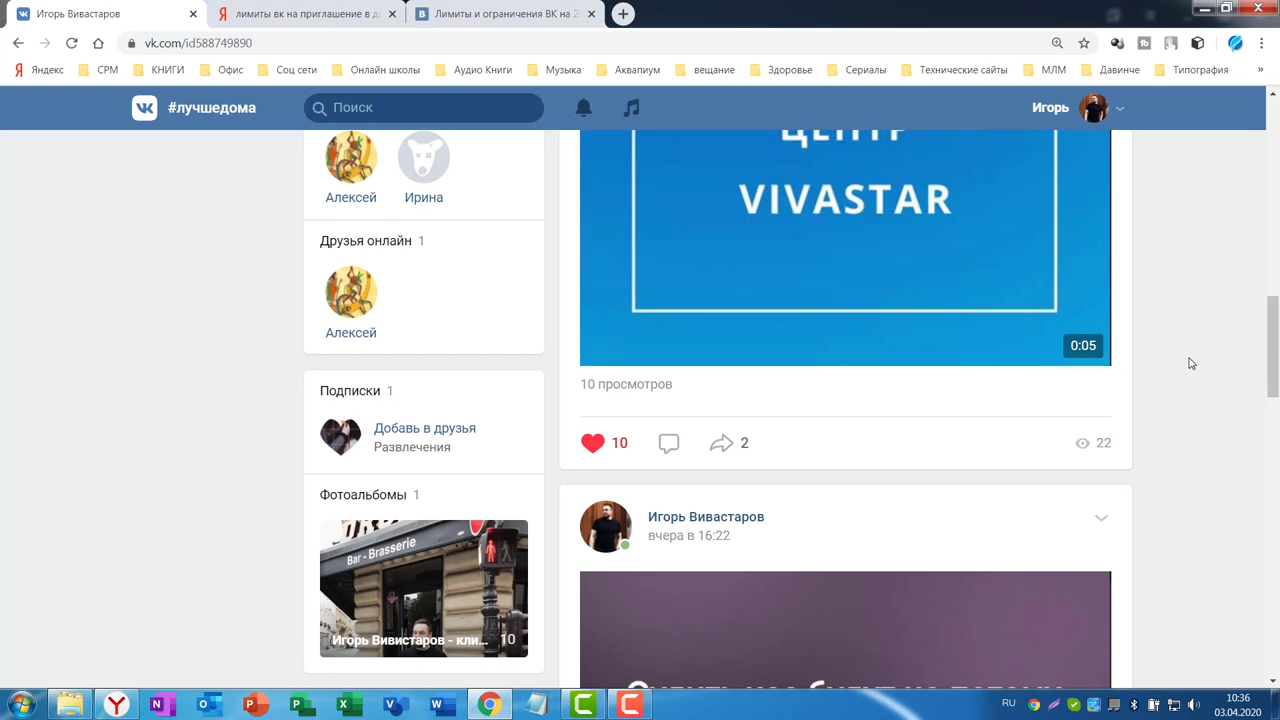 Игорь Вивастаров
лимиты вк на приглашение в д
Лимиты и ограничения ВК на 2
vk.com/id588749890
Яндекс
СРМ
КНИГИ
Офис
Соц сети
Онлайн школы
Аудио Книги
Музыка
Аквапиум
вещание
Здоровье
Сериалы
Технические сайты
МЛМ
Давинче
Типография
»
#лучшедома
Поиск
Игорь
Алексей
Ирина
Друзья онлайн 1
Алексей
Подписки 1
Добавь в друзья
Развлечения
Фотоальбомы 1
Bar - Brasserie
Игорь Вивистаров - кли... 10
ЦЕНТР
VIVASTAR
0:05
10 просмотров
10
2
22
Игорь Вивастаров
вчера в 16:22
RU
10:36
03.04.2020